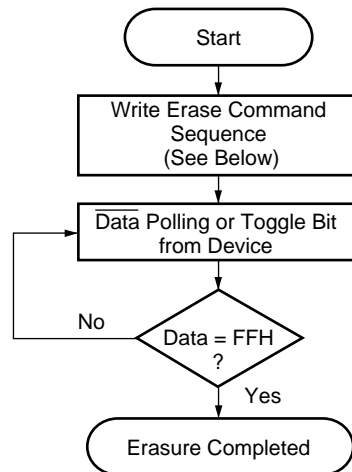 Start
Write Erase Command
Sequence
(See Below)
Data Polling or Toggle Bit
from Device
No
Data = FFH
?
Yes
Erasure Completed